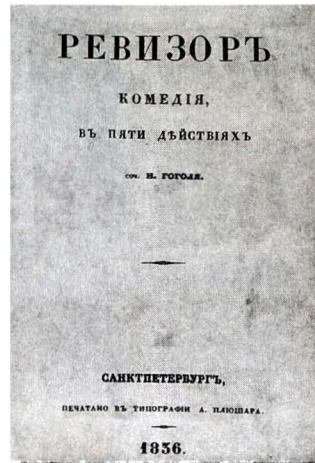 РЕВИЗОРЪ
КОМЕДІЯ,
ВЪ ПЯТИ ДѢЙСТВІЯХЪ
соч. Н. ГОГОЛЯ.
САНКТПЕТЕРБУРГЪ,
ПЕЧАТАНО ВЪ ТИПОГРАФІИ А. ПЛЮШАРА.
1836.